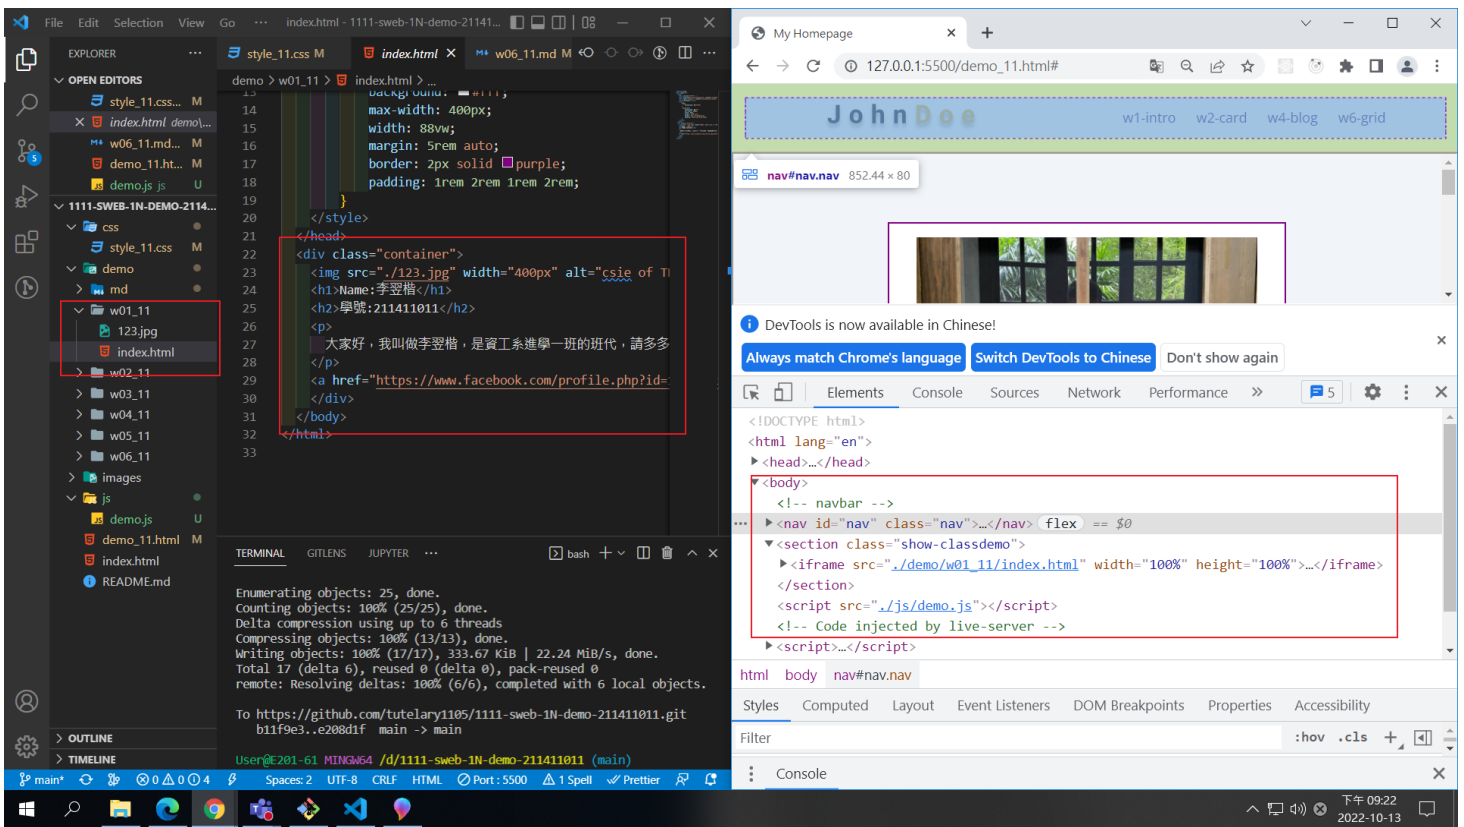 File Edit Selection View Go ··· index.html - 1111-sweb-1N-demo-21141...
EXPLORER ···
OPEN EDITORS
style_11.css... M
index.html demo\...
w06_11.md... M
demo_11.ht... M
demo.js js U
1111-SWEB-1N-DEMO-2114...
css
style_11.css M
demo
md
w01_11
123.jpg
index.html
w02_11
w03_11
w04_11
w05_11
w06_11
images
js
demo.js U
demo_11.html M
index.html
README.md
OUTLINE
TIMELINE
style_11.css M index.html w06_11.md M ···
demo > w01_11 > index.html > ...
13 background: #fff;
14 max-width: 400px;
15 width: 88vw;
16 margin: 5rem auto;
17 border: 2px solid purple;
18 padding: 1rem 2rem 1rem 2rem;
19 }
20 </style>
21 </head>
22 <div class="container">
23 <img src="./123.jpg" width="400px" alt="csie of T
24 <h1>Name:李翌楷</h1>
25 <h2>學號:211411011</h2>
26 <p>
27 大家好，我叫做李翌楷，是資工系進學一班的班代，請多多
28 </p>
29 <a href="https://www.facebook.com/profile.php?id=
30 </div>
31 </body>
32 </html>
33
TERMINAL GITLENS JUPYTER ··· bash
Enumerating objects: 25, done.
Counting objects: 100% (25/25), done.
Delta compression using up to 6 threads
Compressing objects: 100% (13/13), done.
Writing objects: 100% (17/17), 333.67 KiB | 22.24 MiB/s, done.
Total 17 (delta 6), reused 0 (delta 0), pack-reused 0
remote: Resolving deltas: 100% (6/6), completed with 6 local objects.
To https://github.com/tutelary1105/1111-sweb-1N-demo-211411011.git
b11f9e3..e208d1f main -> main
User@E201-61 MINGW64 /d/1111-sweb-1N-demo-211411011 (main)
5
main* 0 0 4 Spaces: 2 UTF-8 CRLF HTML Port : 5500 1 Spell Prettier
My Homepage
127.0.0.1:5500/demo_11.html#
JohnDoe w1-intro w2-card w4-blog w6-grid
nav#nav.nav 852.44 × 80
DevTools is now available in Chinese!
Always match Chrome's language Switch DevTools to Chinese Don't show again
Elements Console Sources Network Performance 5
<!DOCTYPE html>
<html lang="en">
<head>…</head>
<body>
<!-- navbar -->
<nav id="nav" class="nav">…</nav> flex == $0
<section class="show-classdemo">
<iframe src="./demo/w01_11/index.html" width="100%" height="100%">…</iframe>
</section>
<script src="./js/demo.js"></script>
<!-- Code injected by live-server -->
<script>…</script>
html body nav#nav.nav
Styles Computed Layout Event Listeners DOM Breakpoints Properties Accessibility
Filter :hov .cls
Console
下午 09:22
2022-10-13